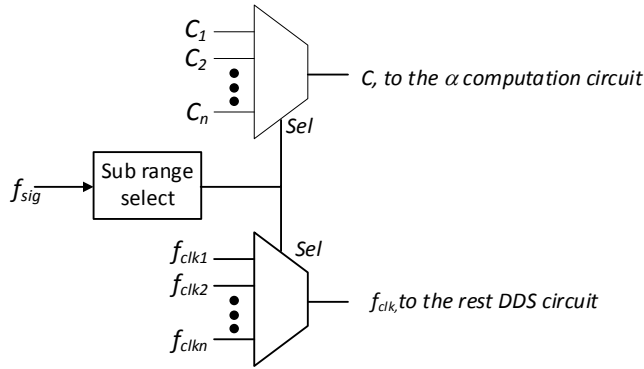 C1
C2
Cn
Sel
C, to the α computation circuit
Sub range
select
fsig
Sel
fclk1
fclk2
fclkn
fclk, to the rest DDS circuit